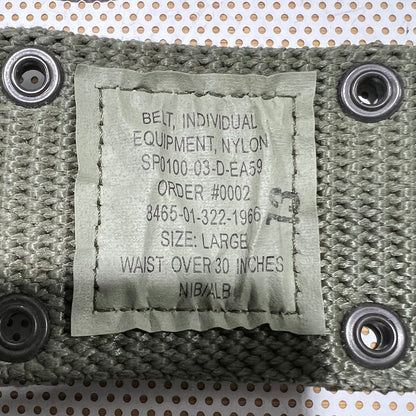 BELT, INDIVIDUAL
EQUIPMENT, NYLON
SP0100-03-D-EA59
ORDER #0002
8465-01-322-1966
SIZE: LARGE
WAIST OVER 30 INCHES
NIB/ALB
13